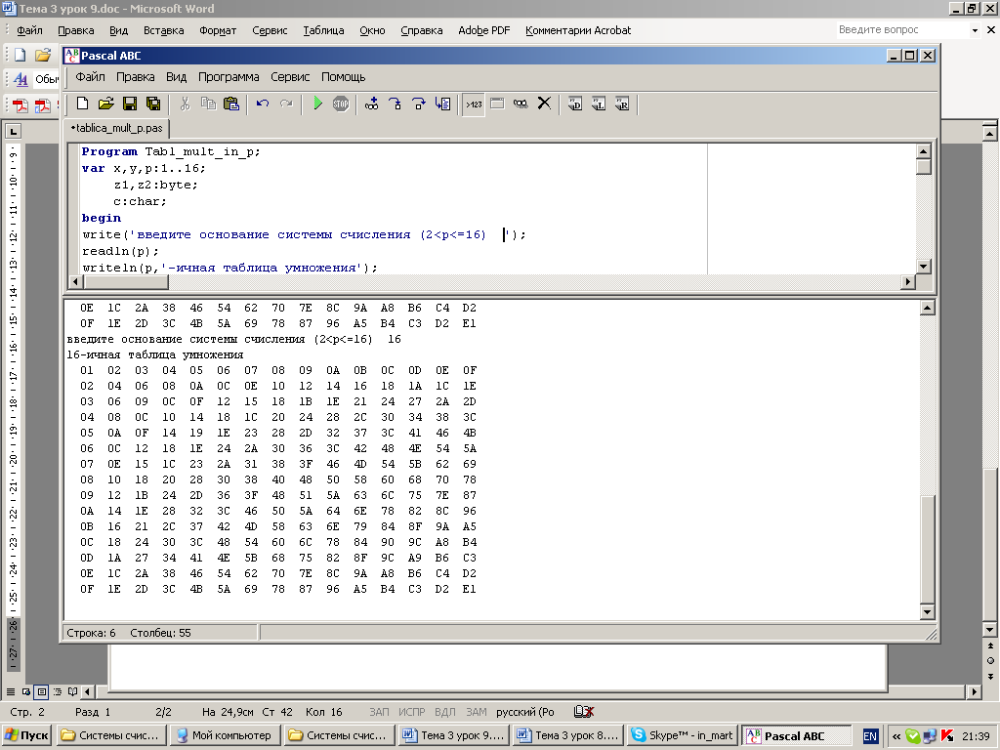 Тема 3 урок 9.doc - Microsoft Word
Файл Правка Вид Вставка Формат Сервис Таблица Окно Справка Adobe PDF Комментарии Acrobat Введите вопрос
Pascal ABC
Файл Правка Вид Программа Сервис Помощь
Обы
STOP >123 D L R
•tablica_mult_p.pas
Program Tabl_mult_in_p;
var x,y,p:1..16;
z1,z2:byte;
c:char;
begin
write('введите основание системы счисления (2<p<=16) ');
readln(p);
writeln(p,'-ичная таблица умножения');
0E 1C 2A 38 46 54 62 70 7E 8C 9A A8 B6 C4 D2
0F 1E 2D 3C 4B 5A 69 78 87 96 A5 B4 C3 D2 E1
введите основание системы счисления (2<p<=16) 16
16-ичная таблица умножения
01 02 03 04 05 06 07 08 09 0A 0B 0C 0D 0E 0F
02 04 06 08 0A 0C 0E 10 12 14 16 18 1A 1C 1E
03 06 09 0C 0F 12 15 18 1B 1E 21 24 27 2A 2D
04 08 0C 10 14 18 1C 20 24 28 2C 30 34 38 3C
05 0A 0F 14 19 1E 23 28 2D 32 37 3C 41 46 4B
06 0C 12 18 1E 24 2A 30 36 3C 42 48 4E 54 5A
07 0E 15 1C 23 2A 31 38 3F 46 4D 54 5B 62 69
08 10 18 20 28 30 38 40 48 50 58 60 68 70 78
09 12 1B 24 2D 36 3F 48 51 5A 63 6C 75 7E 87
0A 14 1E 28 32 3C 46 50 5A 64 6E 78 82 8C 96
0B 16 21 2C 37 42 4D 58 63 6E 79 84 8F 9A A5
0C 18 24 30 3C 48 54 60 6C 78 84 90 9C A8 B4
0D 1A 27 34 41 4E 5B 68 75 82 8F 9C A9 B6 C3
0E 1C 2A 38 46 54 62 70 7E 8C 9A A8 B6 C4 D2
0F 1E 2D 3C 4B 5A 69 78 87 96 A5 B4 C3 D2 E1
Строка: 6 Столбец: 55
Стр. 2 Разд 1 2/2 На 24,9см Ст 42 Кол 16 ЗАП ИСПР ВДЛ ЗАМ русский (Ро
Пуск Системы счис... Мой компьютер Системы счис... Тема 3 урок 9.... Тема 3 урок 8.... Skype™ - in_mart Pascal ABC EN « 21:39